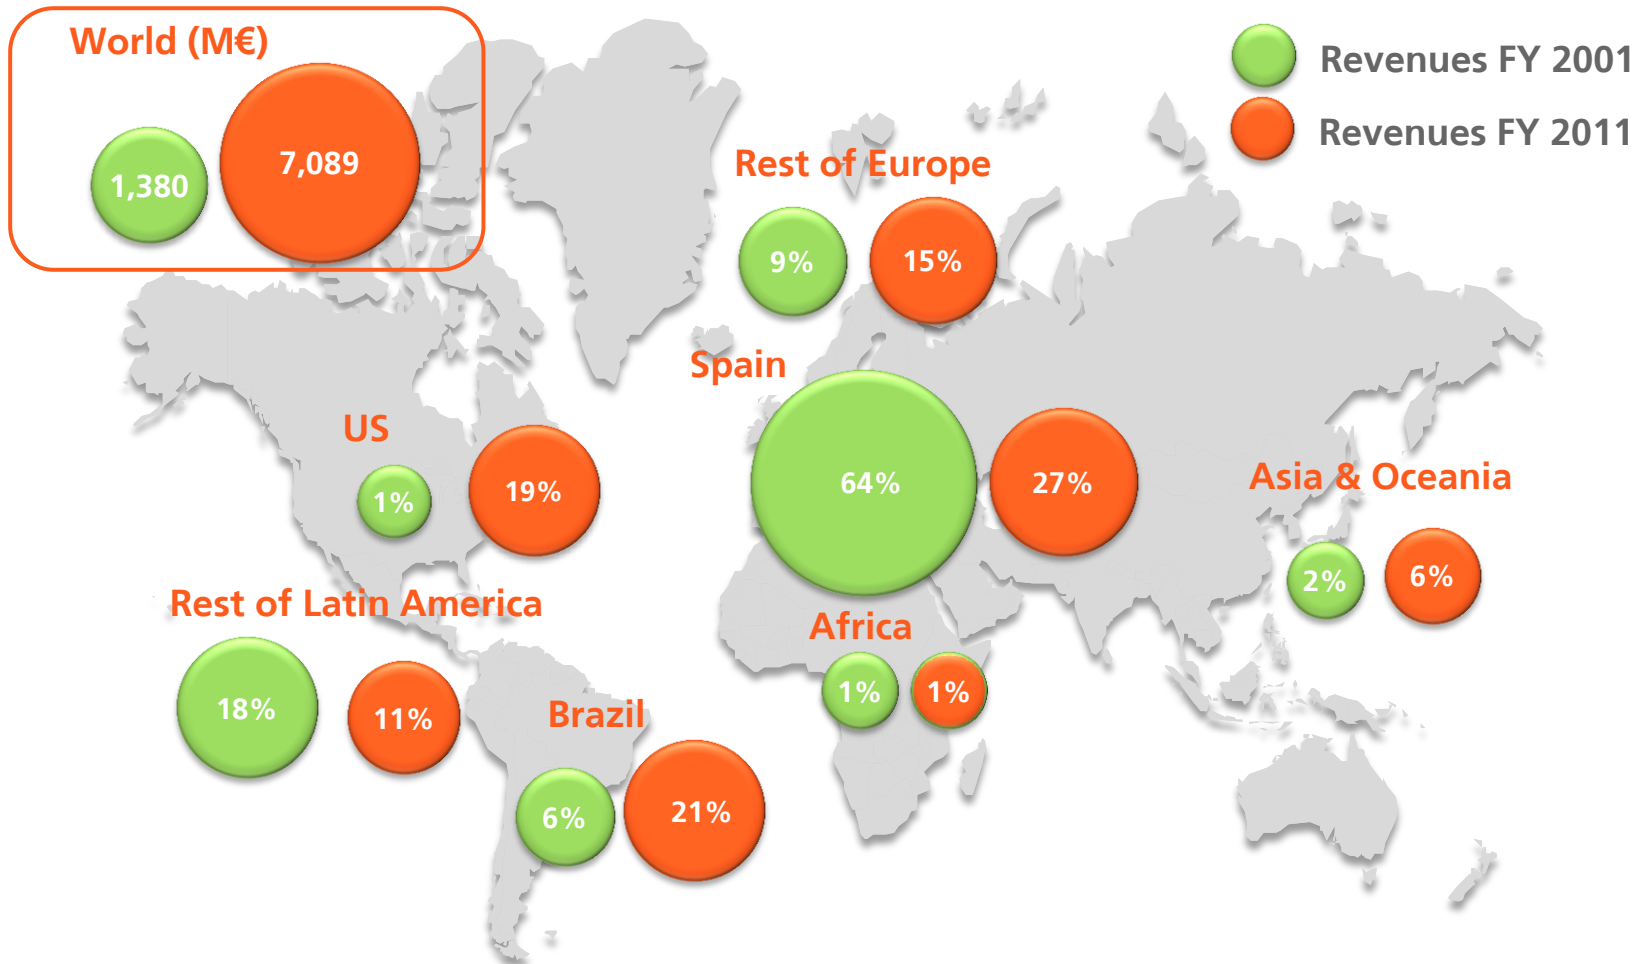 World (M€)
1,380
7,089
Revenues FY 2001
Revenues FY 2011
Rest of Europe
9%
15%
Spain
64%
27%
US
1%
19%
Asia & Oceania
2%
6%
Rest of Latin America
18%
11%
Africa
1%
1%
Brazil
6%
21%